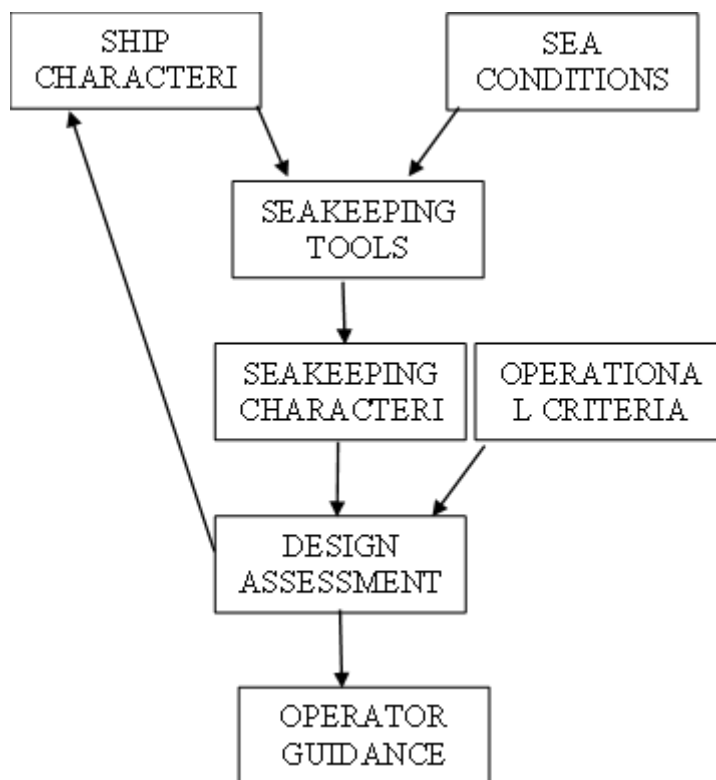 SHIP
CHARACTERI
SEA
CONDITIONS
SEAKEEPING
TOOLS
SEAKEEPING
CHARACTERI
OPERATIONA
L CRITERIA
DESIGN
ASSESSMENT
OPERATOR
GUIDANCE